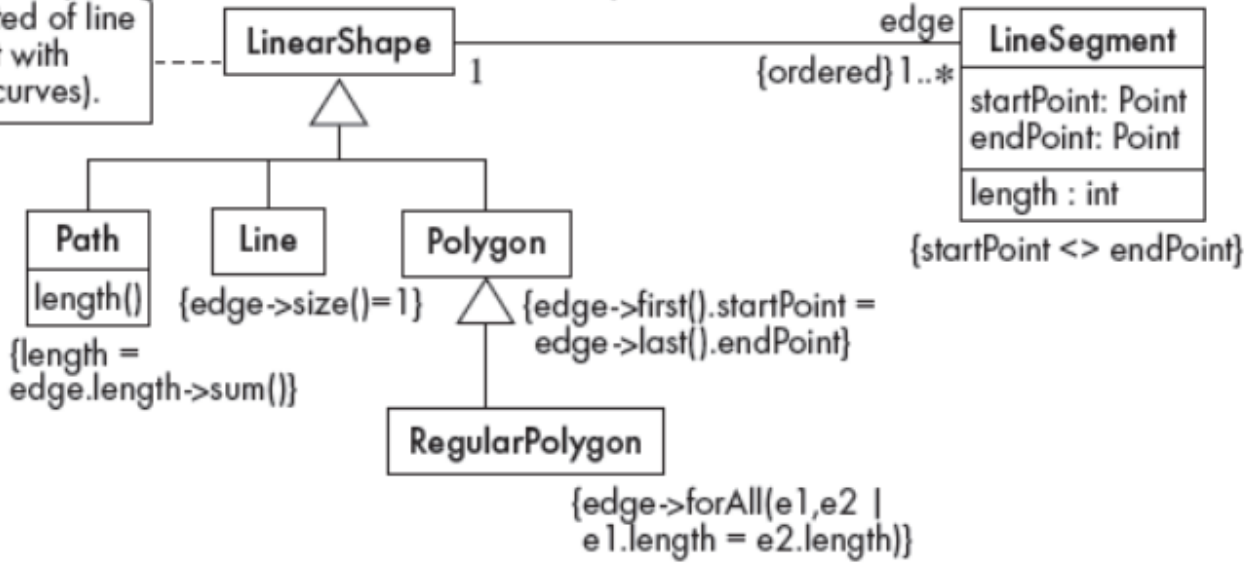 ted of line
t with
curves).
LinearShape
1
edge
{ordered} 1..*
LineSegment
startPoint: Point
endPoint: Point
length : int
{startPoint <> endPoint}
Path
length()
{length =
edge.length->sum()}
Line
{edge->size()=1}
Polygon
{edge->first().startPoint =
edge->last().endPoint}
RegularPolygon
{edge->forAll(e1,e2 |
e1.length = e2.length)}